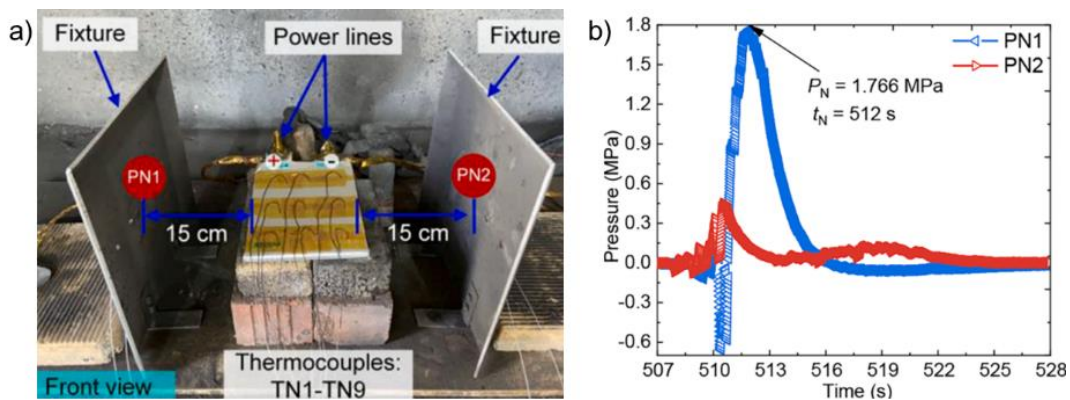 a)
Fixture
Power lines
Fixture
+
-
PN1
PN2
15 cm
15 cm
Thermocouples:
TN1-TN9
Front view
b)
1.8
1.5
1.2
0.9
0.6
0.3
0.0
-0.3
-0.6
Pressure (MPa)
PN1
PN2
PN = 1.766 MPa
tN = 512 s
507 510 513 516 519 522 525 528
Time (s)